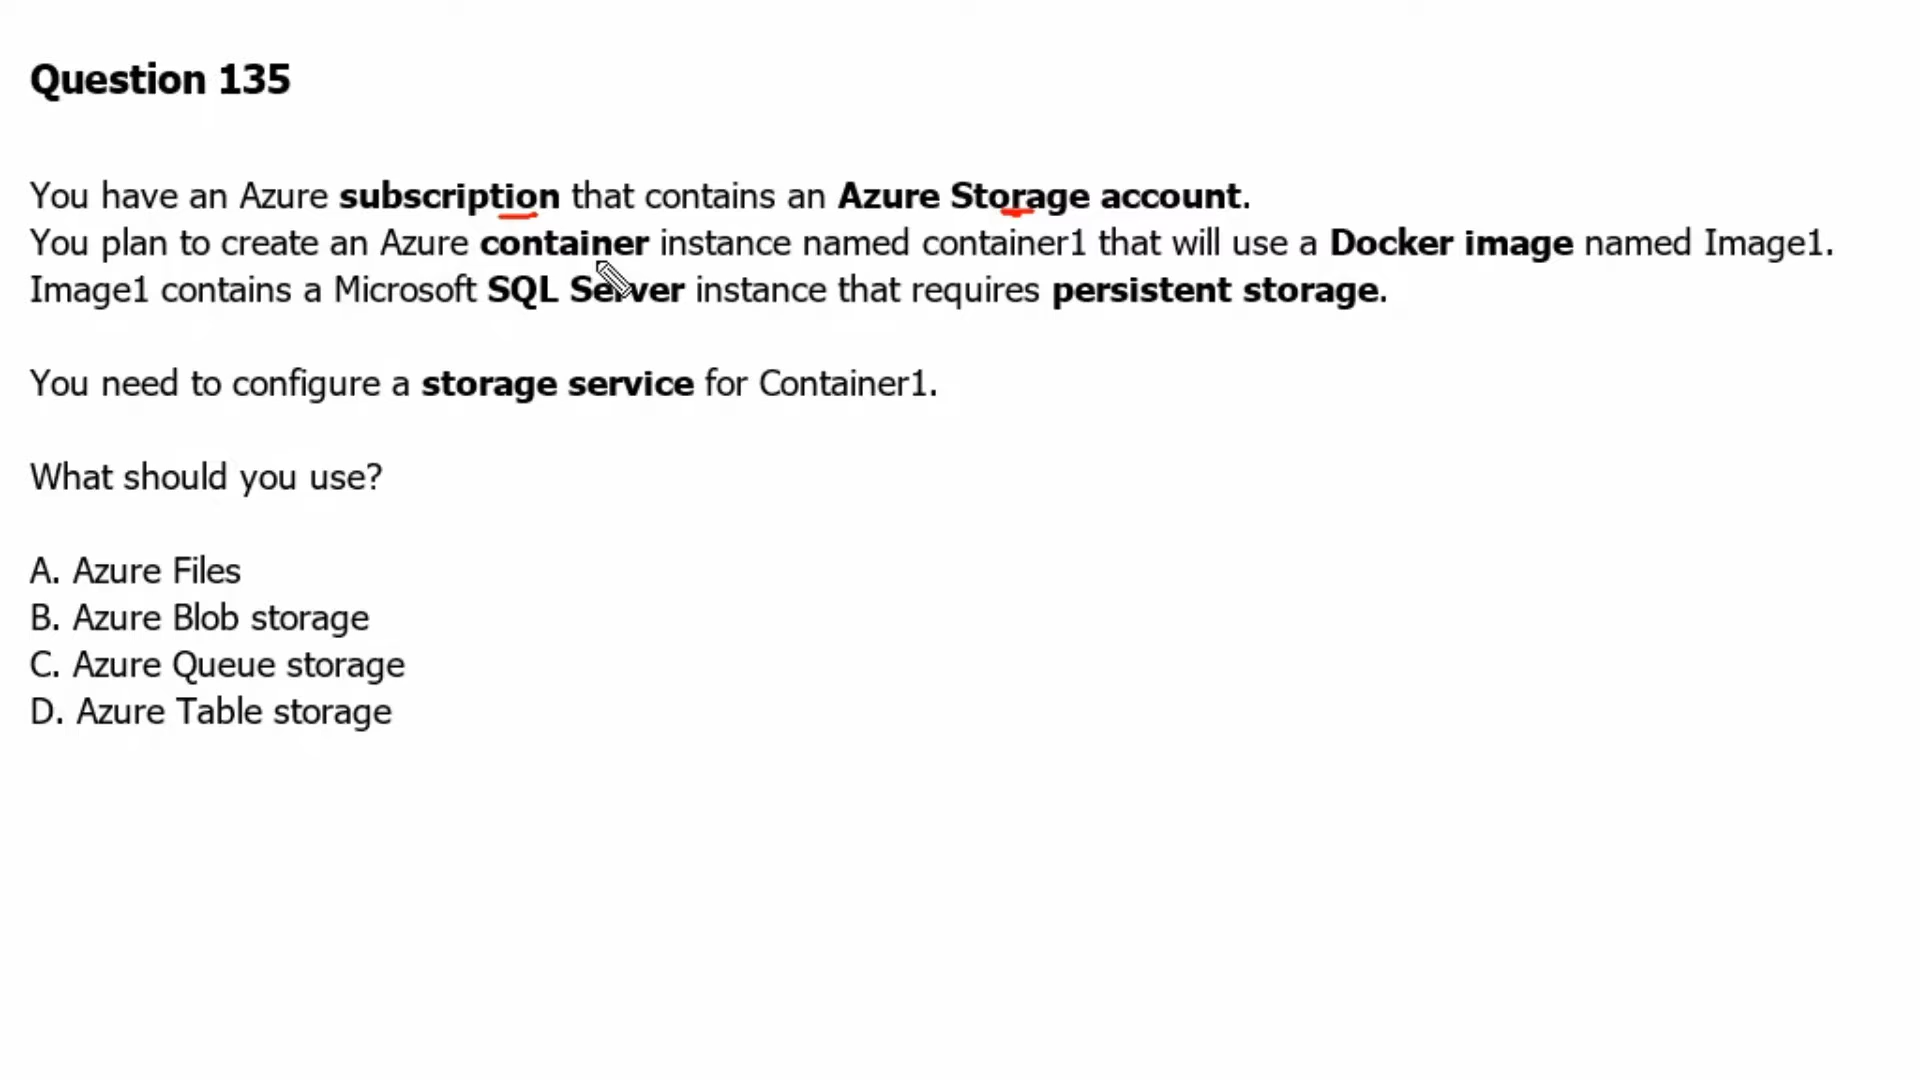 Question 135
You have an Azure subscription that contains an Azure Storage account.
You plan to create an Azure container instance named container1 that will use a Docker image named Image1.
Image1 contains a Microsoft SQL Server instance that requires persistent storage.
You need to configure a storage service for Container1.
What should you use?
A. Azure Files
B. Azure Blob storage
C. Azure Queue storage
D. Azure Table storage